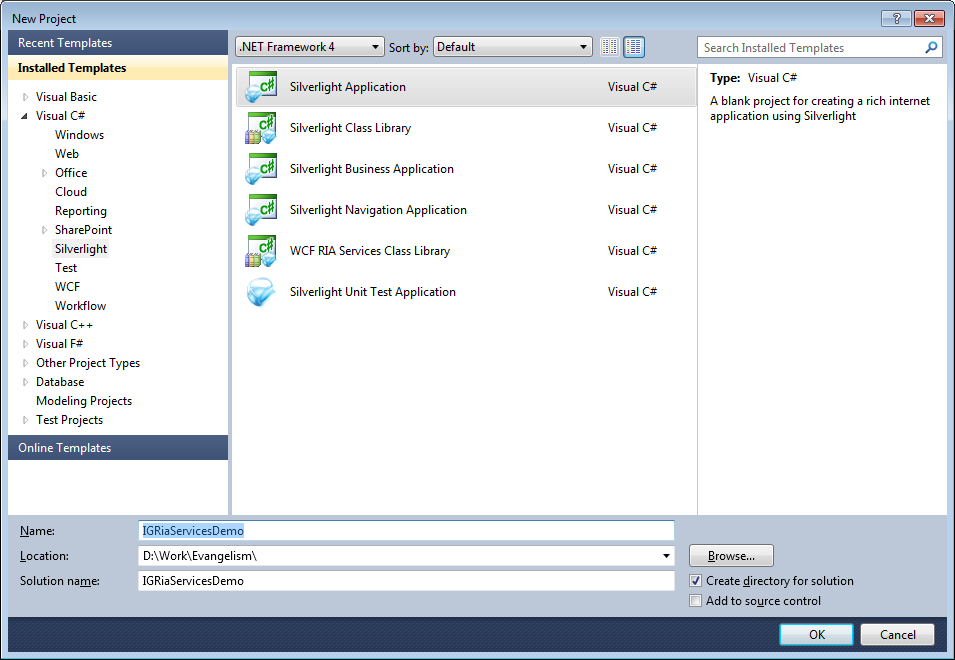 New Project
Recent Templates
Installed Templates
Visual Basic
Visual C#
Windows
Web
Office
Cloud
Reporting
SharePoint
Silverlight
Test
WCF
Workflow
Visual C++
Visual F#
Other Project Types
Database
Modeling Projects
Test Projects
Online Templates
.NET Framework 4 Sort by: Default
Silverlight Application Visual C#
Silverlight Class Library Visual C#
Silverlight Business Application Visual C#
Silverlight Navigation Application Visual C#
WCF RIA Services Class Library Visual C#
Silverlight Unit Test Application Visual C#
Search Installed Templates
Type: Visual C#
A blank project for creating a rich internet
application using Silverlight
Name: IGRiaServicesDemo
Location: D:\Work\Evangelism\ Browse...
Solution name: IGRiaServicesDemo
Create directory for solution
Add to source control
OK Cancel